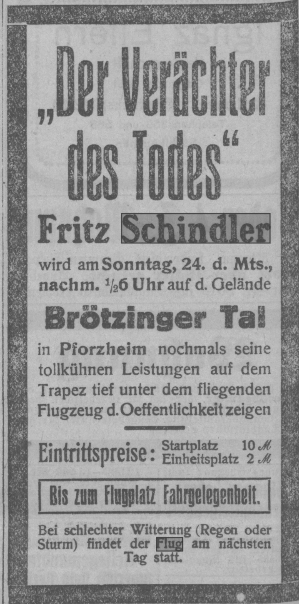 „Der Verächter
des Todes“
Fritz Schindler
wird am Sonntag, 24. d. Mts.,
nachm. ½6 Uhr auf d. Gelände
Brötzinger Tal
in Pforzheim nochmals seine
tollkühnen Leistungen auf dem
Trapez tief unter dem fliegenden
Flugzeug d. Oeffentlichkeit zeigen
Eintrittspreise: Startplatz 10 ℳ
Einheitsplatz 2 ℳ
Bis zum Flugplatz Fahrgelegenheit.
Bei schlechter Witterung (Regen oder
Sturm) findet der Flug am nächsten
Tag statt.